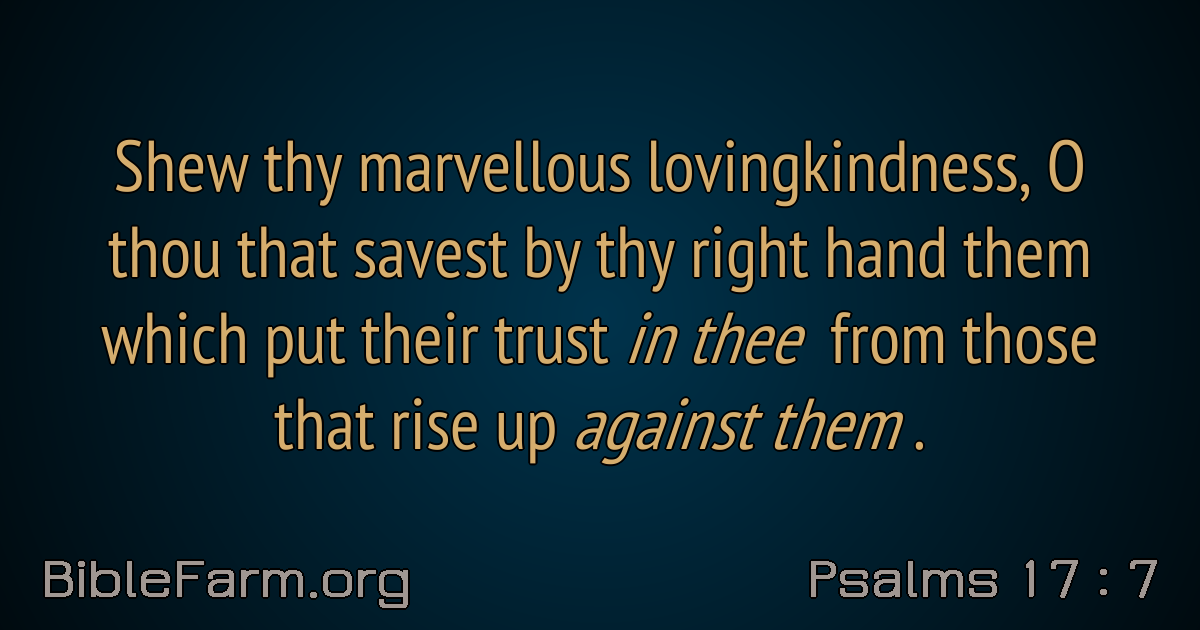 Shew thy marvellous lovingkindness, O
thou that savest by thy right hand them
which put their trust in thee from those
that rise up against them .
BibleFarm.org
Psalms 17 : 7